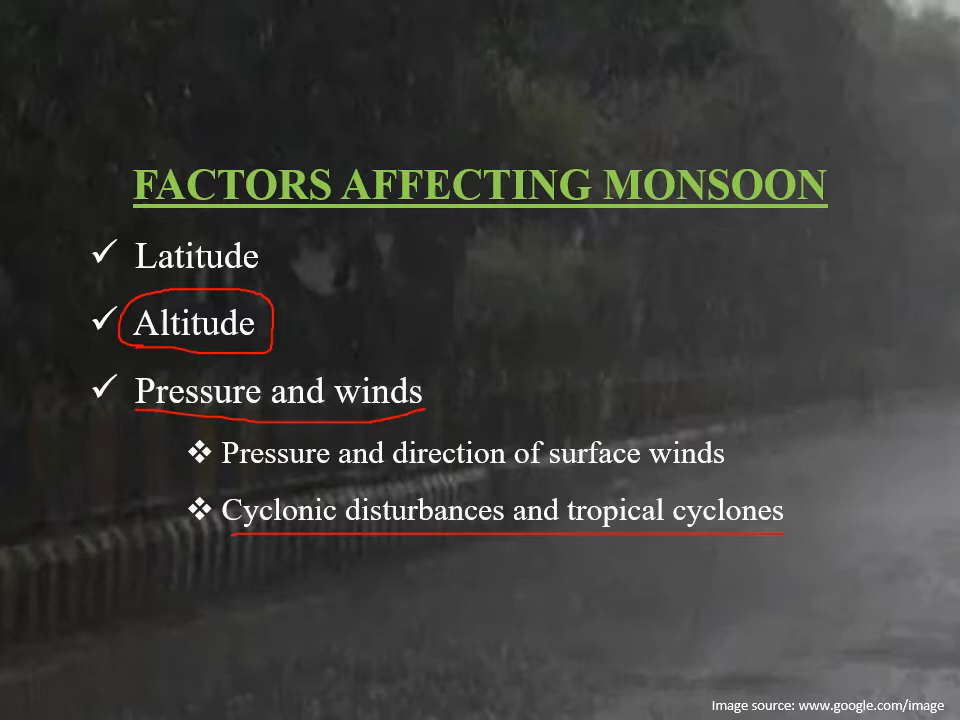 FACTORS AFFECTING MONSOON
✓ Latitude
✓ Altitude
✓ Pressure and winds
❖ Pressure and direction of surface winds
❖ Cyclonic disturbances and tropical cyclones
Image source: www.google.com/image